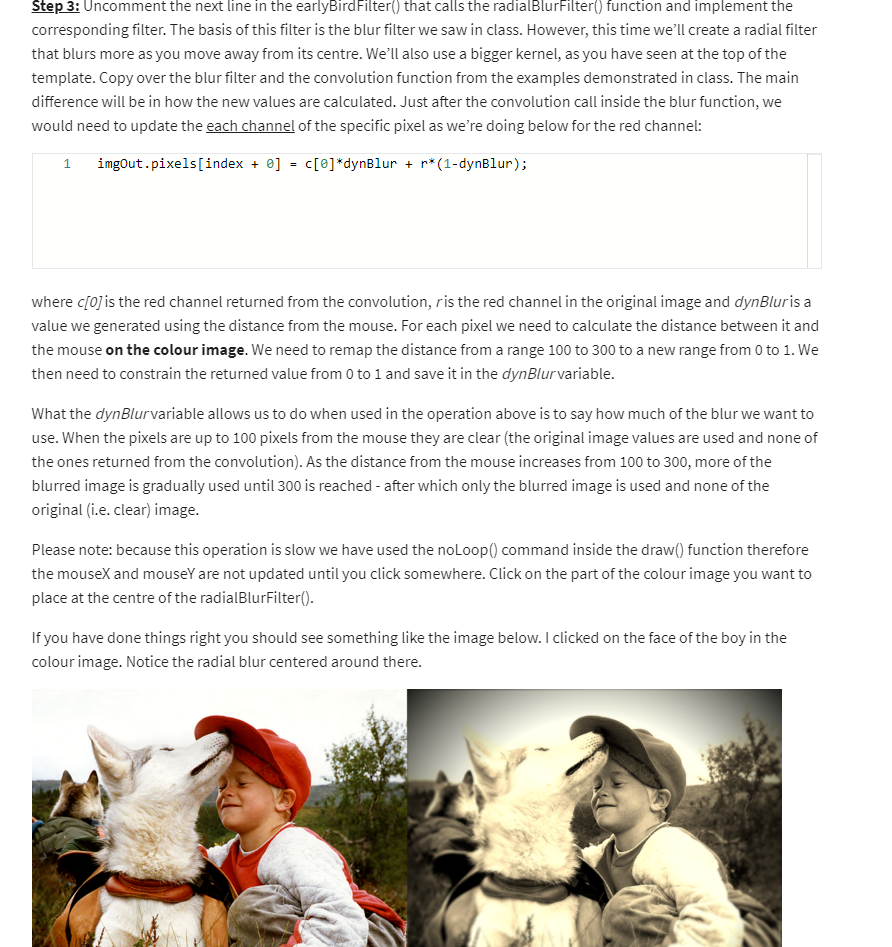 Step 3: Uncomment the next line in the earlyBirdFilter() that calls the radialBlurFilter() function and implement the
corresponding filter. The basis of this filter is the blur filter we saw in class. However, this time we’ll create a radial filter
that blurs more as you move away from its centre. We’ll also use a bigger kernel, as you have seen at the top of the
template. Copy over the blur filter and the convolution function from the examples demonstrated in class. The main
difference will be in how the new values are calculated. Just after the convolution call inside the blur function, we
would need to update the each channel of the specific pixel as we’re doing below for the red channel:
1 imgOut.pixels[index + 0] = c[0]*dynBlur + r*(1-dynBlur);
where c[0] is the red channel returned from the convolution, r is the red channel in the original image and dynBlur is a
value we generated using the distance from the mouse. For each pixel we need to calculate the distance between it and
the mouse on the colour image. We need to remap the distance from a range 100 to 300 to a new range from 0 to 1. We
then need to constrain the returned value from 0 to 1 and save it in the dynBlur variable.
What the dynBlur variable allows us to do when used in the operation above is to say how much of the blur we want to
use. When the pixels are up to 100 pixels from the mouse they are clear (the original image values are used and none of
the ones returned from the convolution). As the distance from the mouse increases from 100 to 300, more of the
blurred image is gradually used until 300 is reached - after which only the blurred image is used and none of the
original (i.e. clear) image.
Please note: because this operation is slow we have used the noLoop() command inside the draw() function therefore
the mouseX and mouseY are not updated until you click somewhere. Click on the part of the colour image you want to
place at the centre of the radialBlurFilter().
If you have done things right you should see something like the image below. I clicked on the face of the boy in the
colour image. Notice the radial blur centered around there.